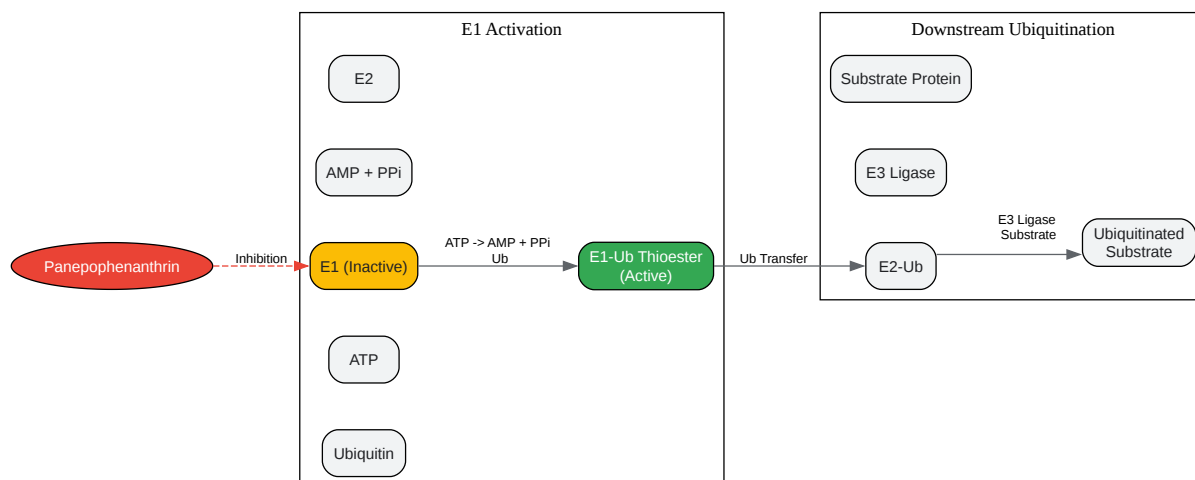 E1 Activation
Downstream Ubiquitination
E2
Substrate Protein
AMP + PPi
E3 Ligase
Panepophenanthrin
Inhibition
E1 (Inactive)
ATP -> AMP + PPi
Ub
E1-Ub Thioester
(Active)
Ub Transfer
E2-Ub
E3 Ligase
Substrate
Ubiquitinated
Substrate
ATP
Ubiquitin